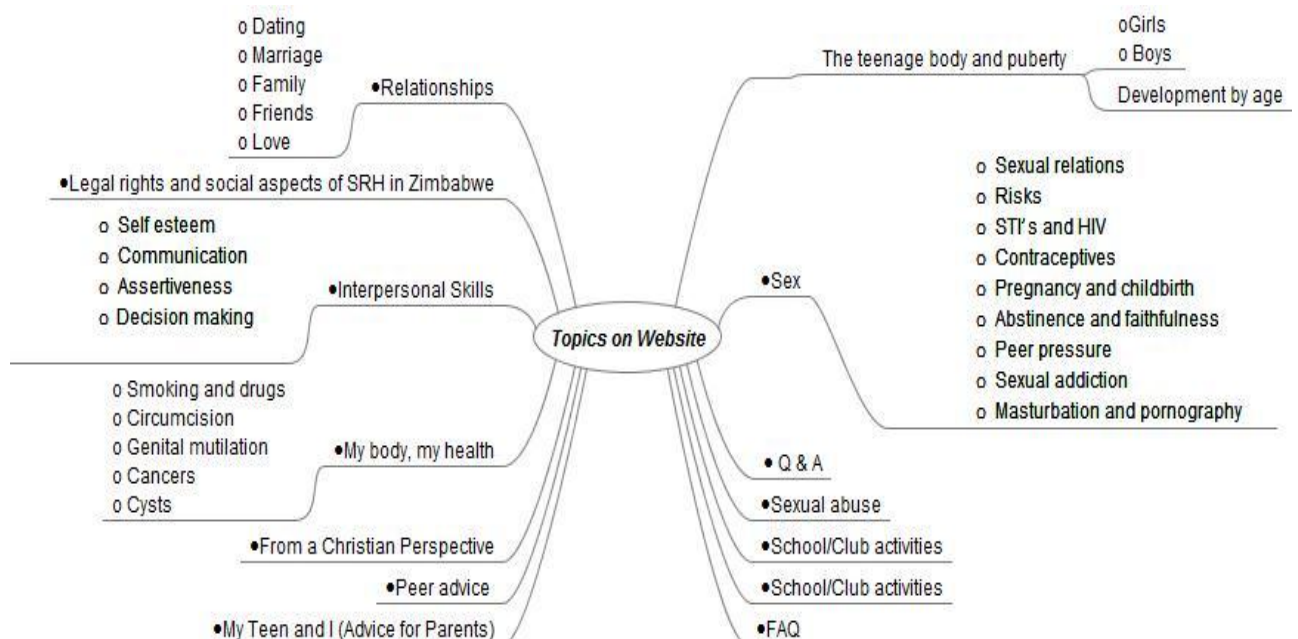 o Dating
o Marriage
o Family
o Friends
o Love
•Relationships
•Legal rights and social aspects of SRH in Zimbabwe
o Self esteem
o Communication
o Assertiveness
o Decision making
•Interpersonal Skills
o Smoking and drugs
o Circumcision
o Genital mutilation
o Cancers
o Cysts
•My body, my health
•From a Christian Perspective
•Peer advice
•My Teen and I (Advice for Parents)
Topics on Website
The teenage body and puberty
oGirls
o Boys
Development by age
•Sex
o Sexual relations
o Risks
o STI's and HIV
o Contraceptives
o Pregnancy and childbirth
o Abstinence and faithfulness
o Peer pressure
o Sexual addiction
o Masturbation and pornography
• Q & A
•Sexual abuse
•School/Club activities
•School/Club activities
•FAQ